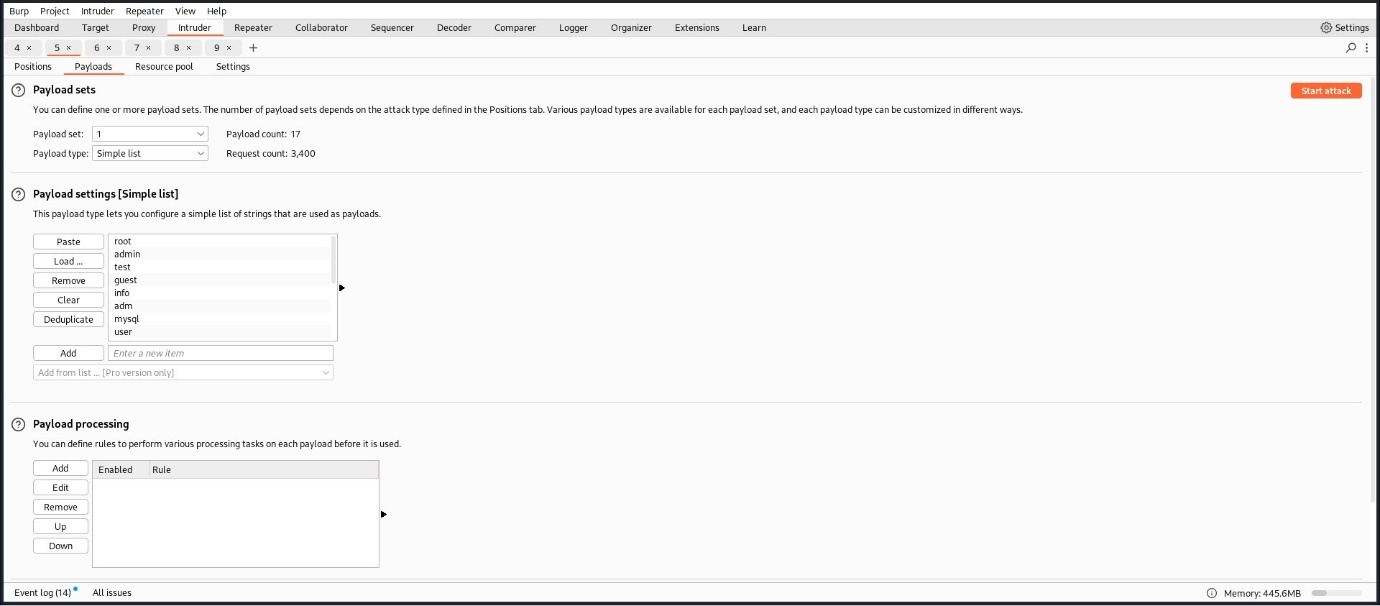 Burp Project Intruder Repeater View Help
Dashboard Target Proxy Intruder Repeater Collaborator Sequencer Decoder Comparer Logger Organizer Extensions Learn Settings
4 × 5 × 6 × 7 × 8 × 9 × +
Positions Payloads Resource pool Settings
? Payload sets
Start attack
You can define one or more payload sets. The number of payload sets depends on the attack type defined in the Positions tab. Various payload types are available for each payload set, and each payload type can be customized in different ways.
Payload set: 1 Payload count: 17
Payload type: Simple list Request count: 3,400
? Payload settings [Simple list]
This payload type lets you configure a simple list of strings that are used as payloads.
Paste
Load ...
Remove
Clear
Deduplicate
root
admin
test
guest
info
adm
mysql
user
Add Enter a new item
Add from list ... [Pro version only]
? Payload processing
You can define rules to perform various processing tasks on each payload before it is used.
Add
Edit
Remove
Up
Down
Enabled Rule
Event log (14) All issues Memory: 445.6MB